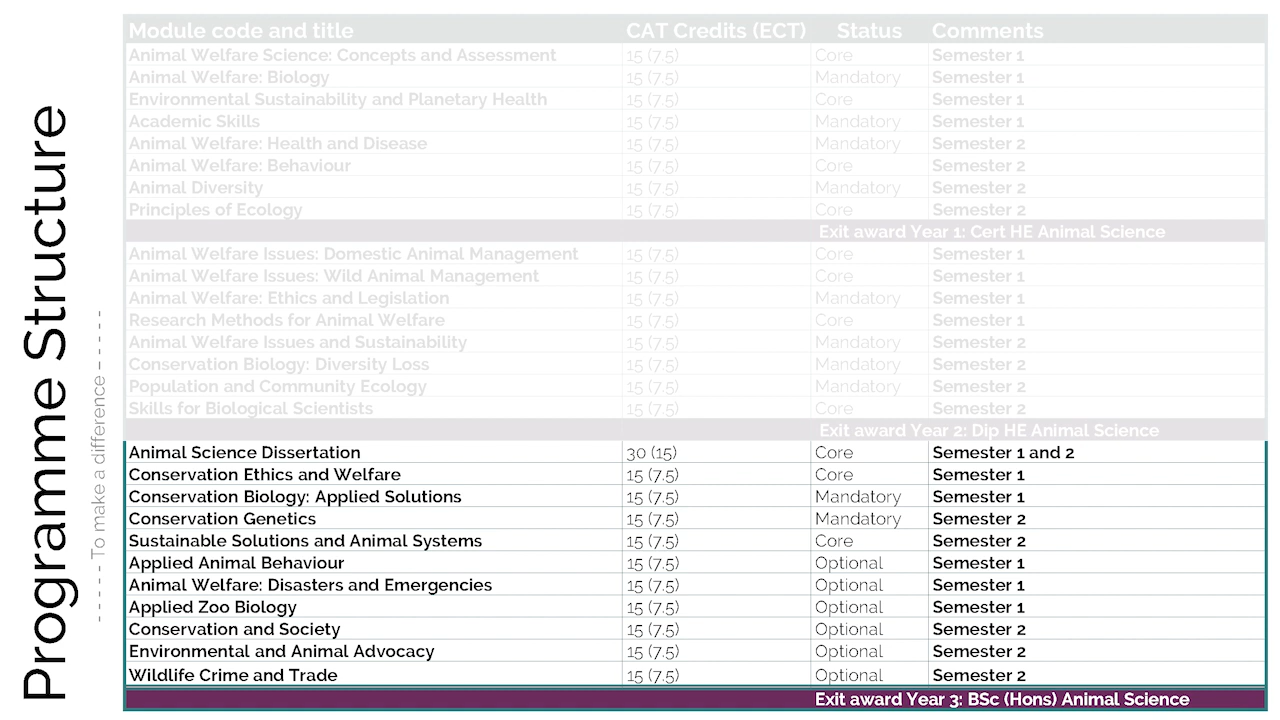 Programme Structure
- - - - - To make a difference - - - - -
Module code and title CAT Credits (ECT) Status Comments
Animal Welfare Science: Concepts and Assessment 15 (7.5) Core Semester 1
Animal Welfare: Biology 15 (7.5) Mandatory Semester 1
Environmental Sustainability and Planetary Health 15 (7.5) Core Semester 1
Academic Skills 15 (7.5) Mandatory Semester 1
Animal Welfare: Health and Disease 15 (7.5) Mandatory Semester 2
Animal Welfare: Behaviour 15 (7.5) Core Semester 2
Animal Diversity 15 (7.5) Mandatory Semester 2
Principles of Ecology 15 (7.5) Core Semester 2
Exit award Year 1: Cert HE Animal Science
Animal Welfare Issues: Domestic Animal Management 15 (7.5) Core Semester 1
Animal Welfare Issues: Wild Animal Management 15 (7.5) Core Semester 1
Animal Welfare: Ethics and Legislation 15 (7.5) Mandatory Semester 1
Research Methods for Animal Welfare 15 (7.5) Core Semester 1
Animal Welfare Issues and Sustainability 15 (7.5) Mandatory Semester 2
Conservation Biology: Diversity Loss 15 (7.5) Mandatory Semester 2
Population and Community Ecology 15 (7.5) Mandatory Semester 2
Skills for Biological Scientists 15 (7.5) Core Semester 2
Exit award Year 2: Dip HE Animal Science
Animal Science Dissertation 30 (15) Core Semester 1 and 2
Conservation Ethics and Welfare 15 (7.5) Core Semester 1
Conservation Biology: Applied Solutions 15 (7.5) Mandatory Semester 1
Conservation Genetics 15 (7.5) Mandatory Semester 2
Sustainable Solutions and Animal Systems 15 (7.5) Core Semester 2
Applied Animal Behaviour 15 (7.5) Optional Semester 1
Animal Welfare: Disasters and Emergencies 15 (7.5) Optional Semester 1
Applied Zoo Biology 15 (7.5) Optional Semester 1
Conservation and Society 15 (7.5) Optional Semester 2
Environmental and Animal Advocacy 15 (7.5) Optional Semester 2
Wildlife Crime and Trade 15 (7.5) Optional Semester 2
Exit award Year 3: BSc (Hons) Animal Science